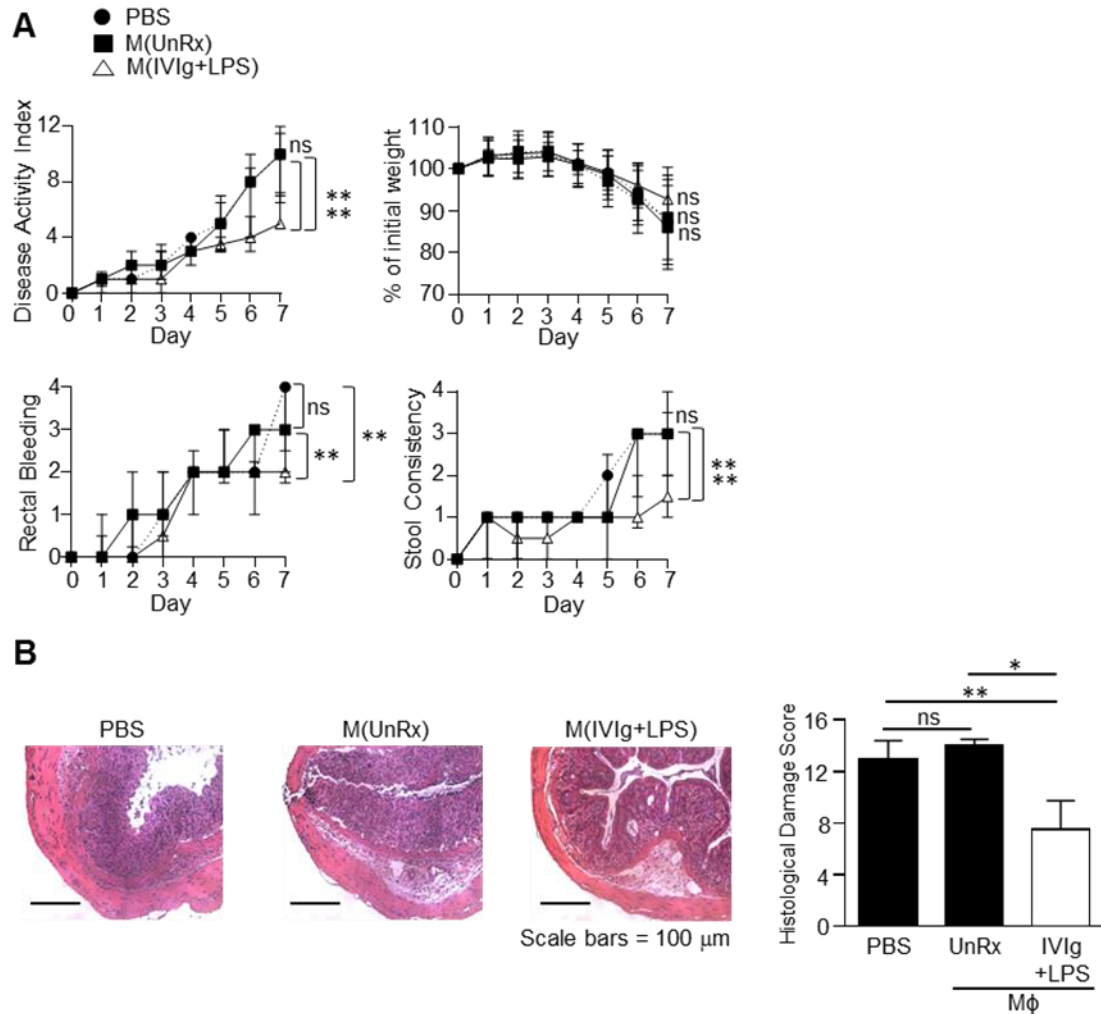 A
PBS
M(UnRx)
M(IVIg+LPS)
Disease Activity Index
12
8
4
0
0 1 2 3 4 5 6 7
Day
ns
**
**
% of initial weight
110
100
90
80
70
0 1 2 3 4 5 6 7
Day
ns
ns
ns
Rectal Bleeding
4
3
2
1
0
0 1 2 3 4 5 6 7
Day
ns
**
**
Stool Consistency
4
3
2
1
0
0 1 2 3 4 5 6 7
Day
ns
**
**
B
PBS
M(UnRx)
M(IVIg+LPS)
Scale bars = 100 μm
Histological Damage Score
16
12
8
4
0
*
**
ns
PBS UnRx IVIg
+LPS
Mϕ